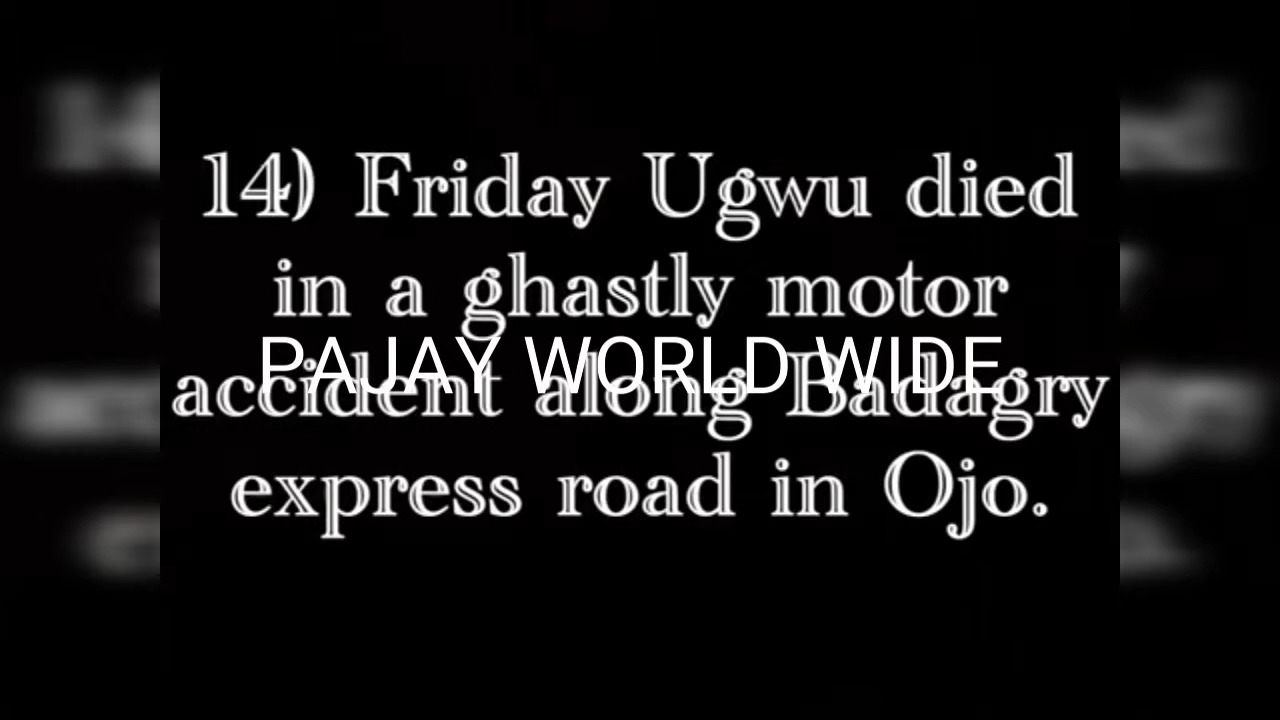 14) Friday Ugwu died
in a ghastly motor
PAJAY WORLD WIDE
accident along Badagry
express road in Ojo.